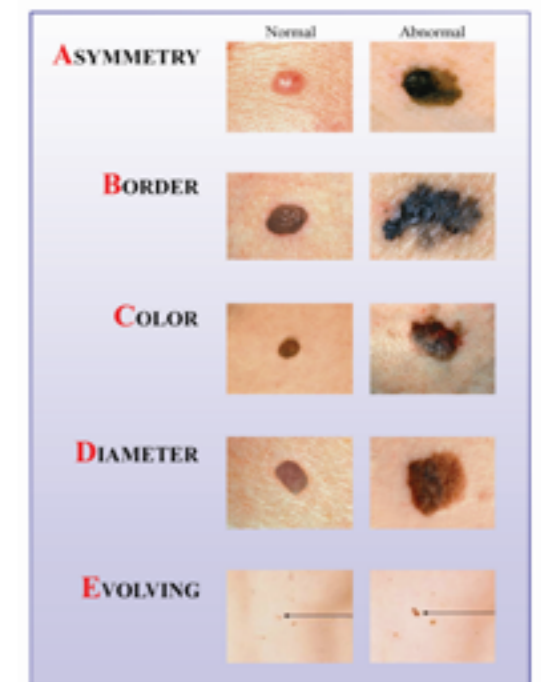 Normal Abnormal
ASYMMETRY
BORDER
COLOR
DIAMETER
EVOLVING